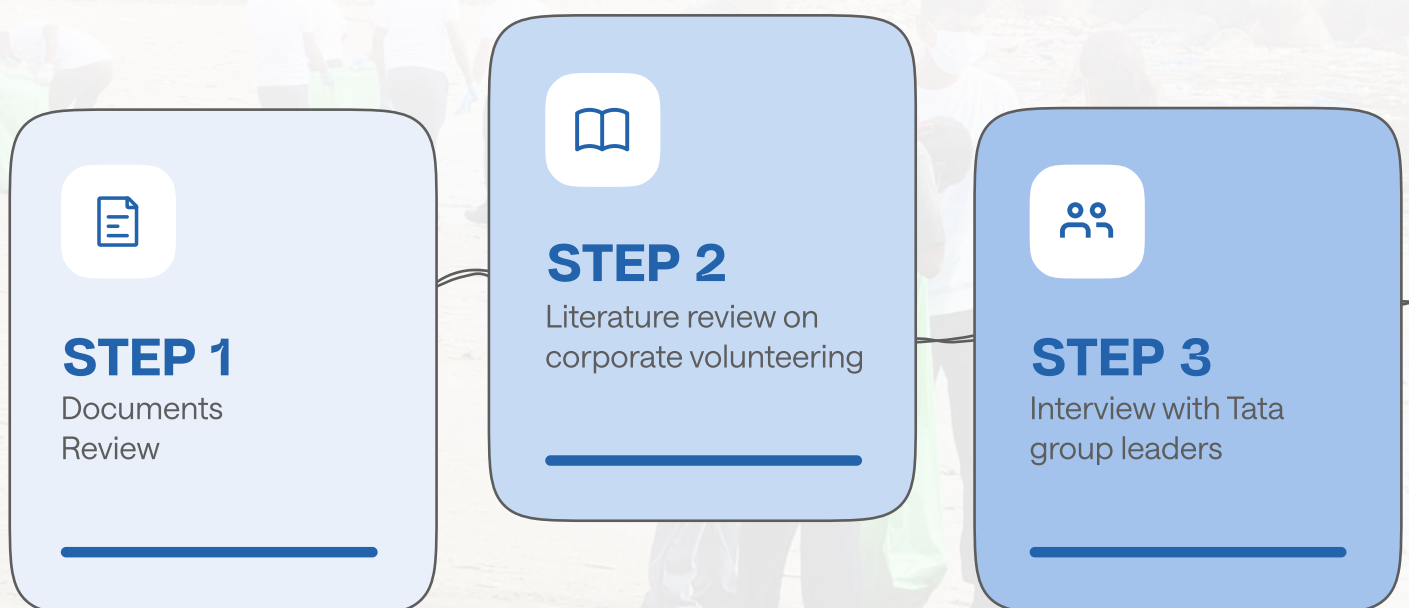 STEP 1
Documents
Review
STEP 2
Literature review on
corporate volunteering
STEP 3
Interview with Tata
group leaders